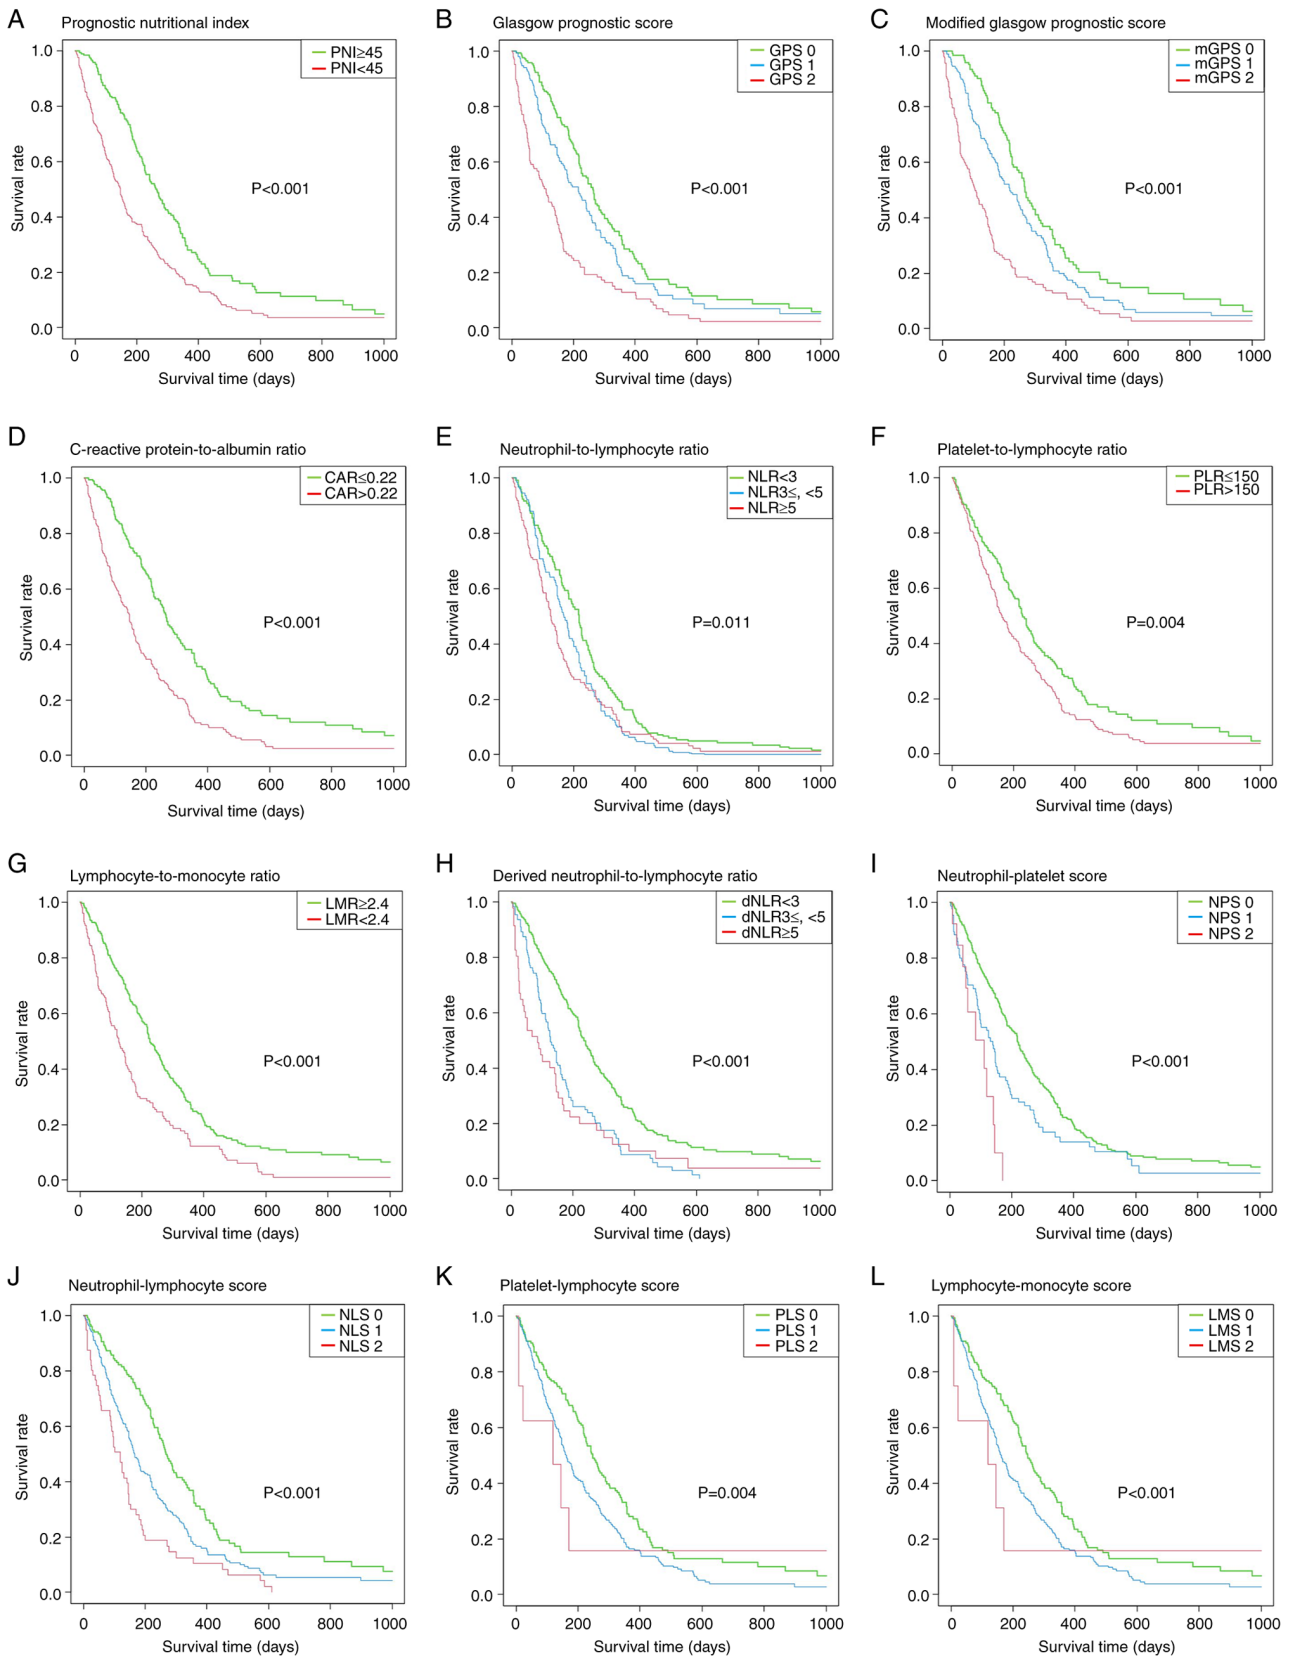 A Prognostic nutritional index
PNI≥45
PNI<45
1.0
0.8
0.6
0.4
0.2
0.0
Survival rate
P<0.001
0 200 400 600 800 1000
Survival time (days)
B Glasgow prognostic score
GPS 0
GPS 1
GPS 2
1.0
0.8
0.6
0.4
0.2
0.0
Survival rate
P<0.001
0 200 400 600 800 1000
Survival time (days)
C Modified glasgow prognostic score
mGPS 0
mGPS 1
mGPS 2
1.0
0.8
0.6
0.4
0.2
0.0
Survival rate
P<0.001
0 200 400 600 800 1000
Survival time (days)
D C-reactive protein-to-albumin ratio
CAR≤0.22
CAR>0.22
1.0
0.8
0.6
0.4
0.2
0.0
Survival rate
P<0.001
0 200 400 600 800 1000
Survival time (days)
E Neutrophil-to-lymphocyte ratio
NLR<3
NLR3≤, <5
NLR≥5
1.0
0.8
0.6
0.4
0.2
0.0
Survival rate
P=0.011
0 200 400 600 800 1000
Survival time (days)
F Platelet-to-lymphocyte ratio
PLR≤150
PLR>150
1.0
0.8
0.6
0.4
0.2
0.0
Survival rate
P=0.004
0 200 400 600 800 1000
Survival time (days)
G Lymphocyte-to-monocyte ratio
LMR≥2.4
LMR<2.4
1.0
0.8
0.6
0.4
0.2
0.0
Survival rate
P<0.001
0 200 400 600 800 1000
Survival time (days)
H Derived neutrophil-to-lymphocyte ratio
dNLR<3
dNLR3≤, <5
dNLR≥5
1.0
0.8
0.6
0.4
0.2
0.0
Survival rate
P<0.001
0 200 400 600 800 1000
Survival time (days)
I Neutrophil-platelet score
NPS 0
NPS 1
NPS 2
1.0
0.8
0.6
0.4
0.2
0.0
Survival rate
P<0.001
0 200 400 600 800 1000
Survival time (days)
J Neutrophil-lymphocyte score
NLS 0
NLS 1
NLS 2
1.0
0.8
0.6
0.4
0.2
0.0
Survival rate
P<0.001
0 200 400 600 800 1000
Survival time (days)
K Platelet-lymphocyte score
PLS 0
PLS 1
PLS 2
1.0
0.8
0.6
0.4
0.2
0.0
Survival rate
P=0.004
0 200 400 600 800 1000
Survival time (days)
L Lymphocyte-monocyte score
LMS 0
LMS 1
LMS 2
1.0
0.8
0.6
0.4
0.2
0.0
Survival rate
P<0.001
0 200 400 600 800 1000
Survival time (days)